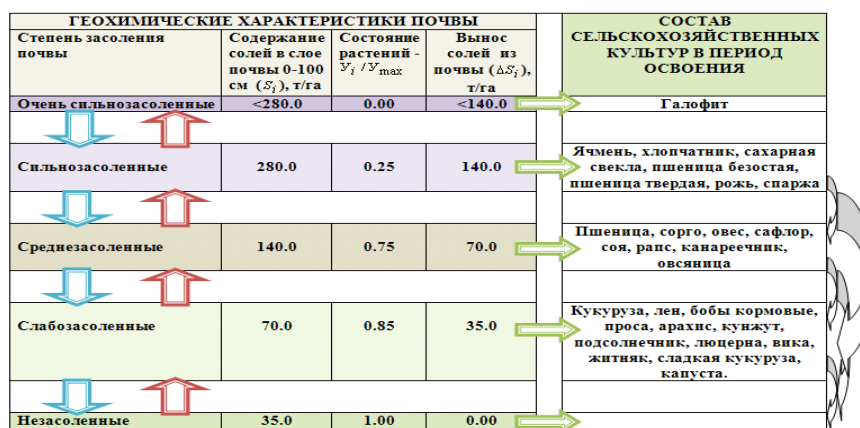 ГЕОХИМИЧЕСКИЕ ХАРАКТЕРИСТИКИ ПОЧВЫ
Степень засоления
почвы
Содержание
солей в слое
почвы 0-100
см (S_i), т/га
Состояние
растений -
y_i / y_max
Вынос
солей из
почвы (ΔS_i),
т/га
СОСТАВ
СЕЛЬСКОХОЗЯЙСТВЕННЫХ
КУЛЬТУР В ПЕРИОД
ОСВОЕНИЯ
Очень сильнозасоленные <280.0 0.00 <140.0 Галофит
Сильнозасоленные 280.0 0.25 140.0
Ячмень, хлопчатник, сахарная
свекла, пшеница безостая,
пшеница твердая, рожь, спаржа
Среднезасоленные 140.0 0.75 70.0
Пшеница, сорго, овес, сафлор,
соя, рапс, канареечник,
овсяница
Слабозасоленные 70.0 0.85 35.0
Кукуруза, лен, бобы кормовые,
проса, арахис, кунжут,
подсолнечник, люцерна, вика,
житняк, сладкая кукуруза,
капуста.
Незасоленные 35.0 1.00 0.00